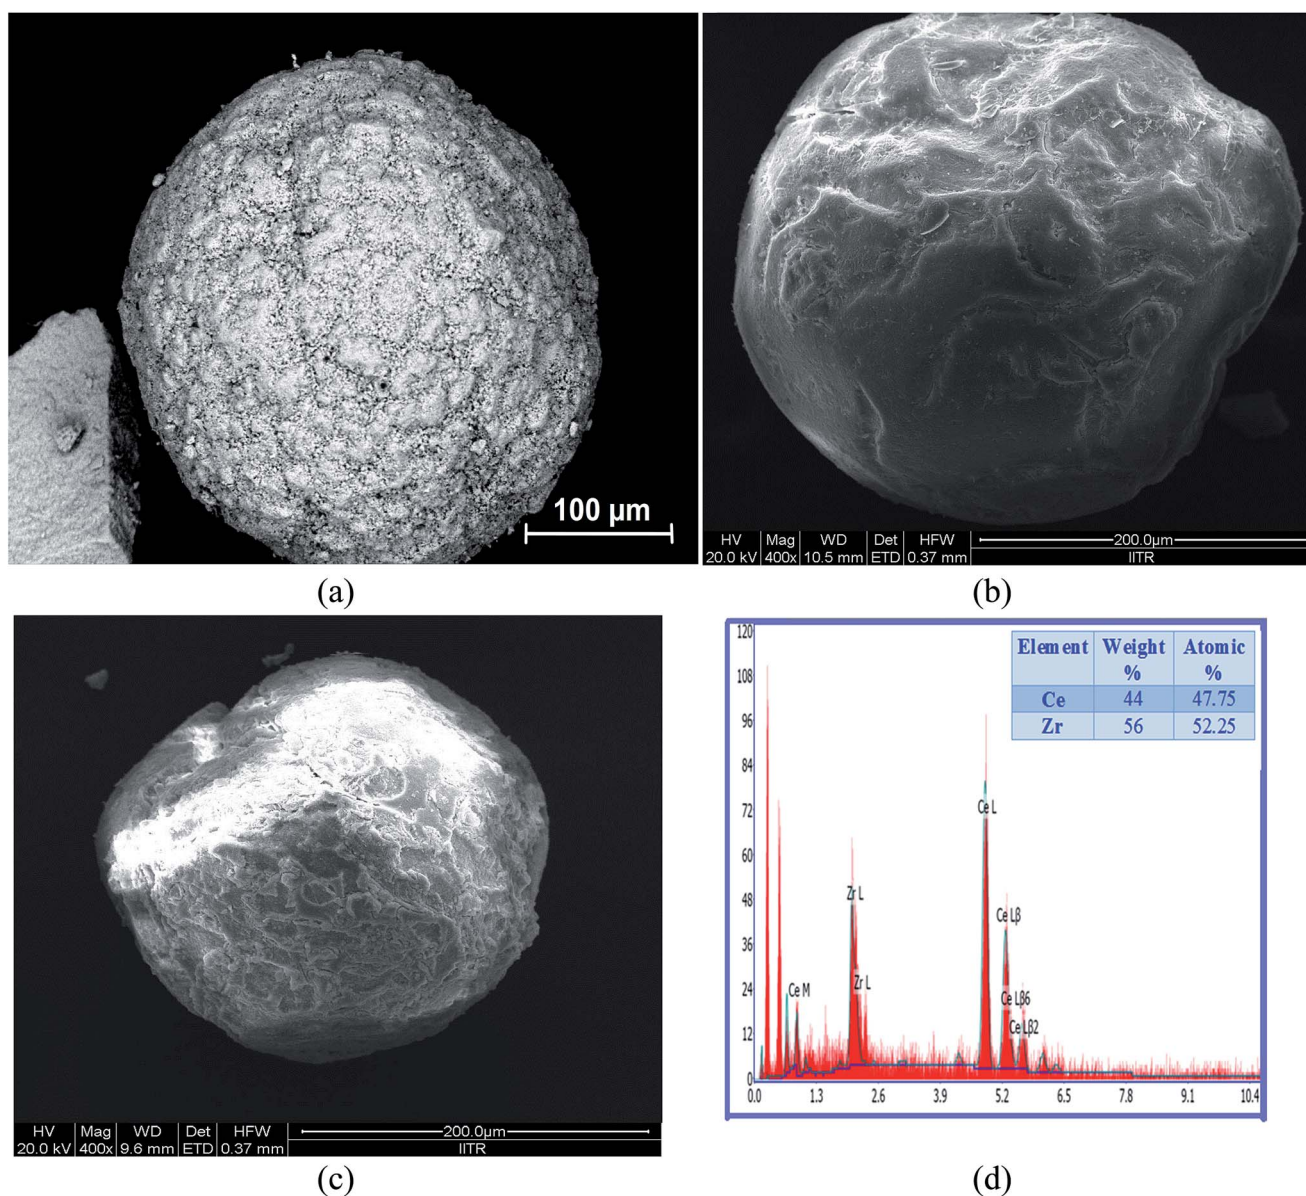 100 µm
HV Mag WD Det HFW 200.0µm
20.0 kV 400x 10.5 mm ETD 0.37 mm IITR
(a)
(b)
HV Mag WD Det HFW 200.0µm
20.0 kV 400x 9.6 mm ETD 0.37 mm IITR
(c)
120
108
96
84
72
60
48
36
24
12
0
0.0 1.3 2.6 3.9 5.2 6.5 7.8 9.1 10.4
Element Weight % Atomic %
Ce 44 47.75
Zr 56 52.25
Ce M
Zr L
Zr L
Ce L
Ce Lβ
Ce Lβ6
Ce Lβ2
(d)